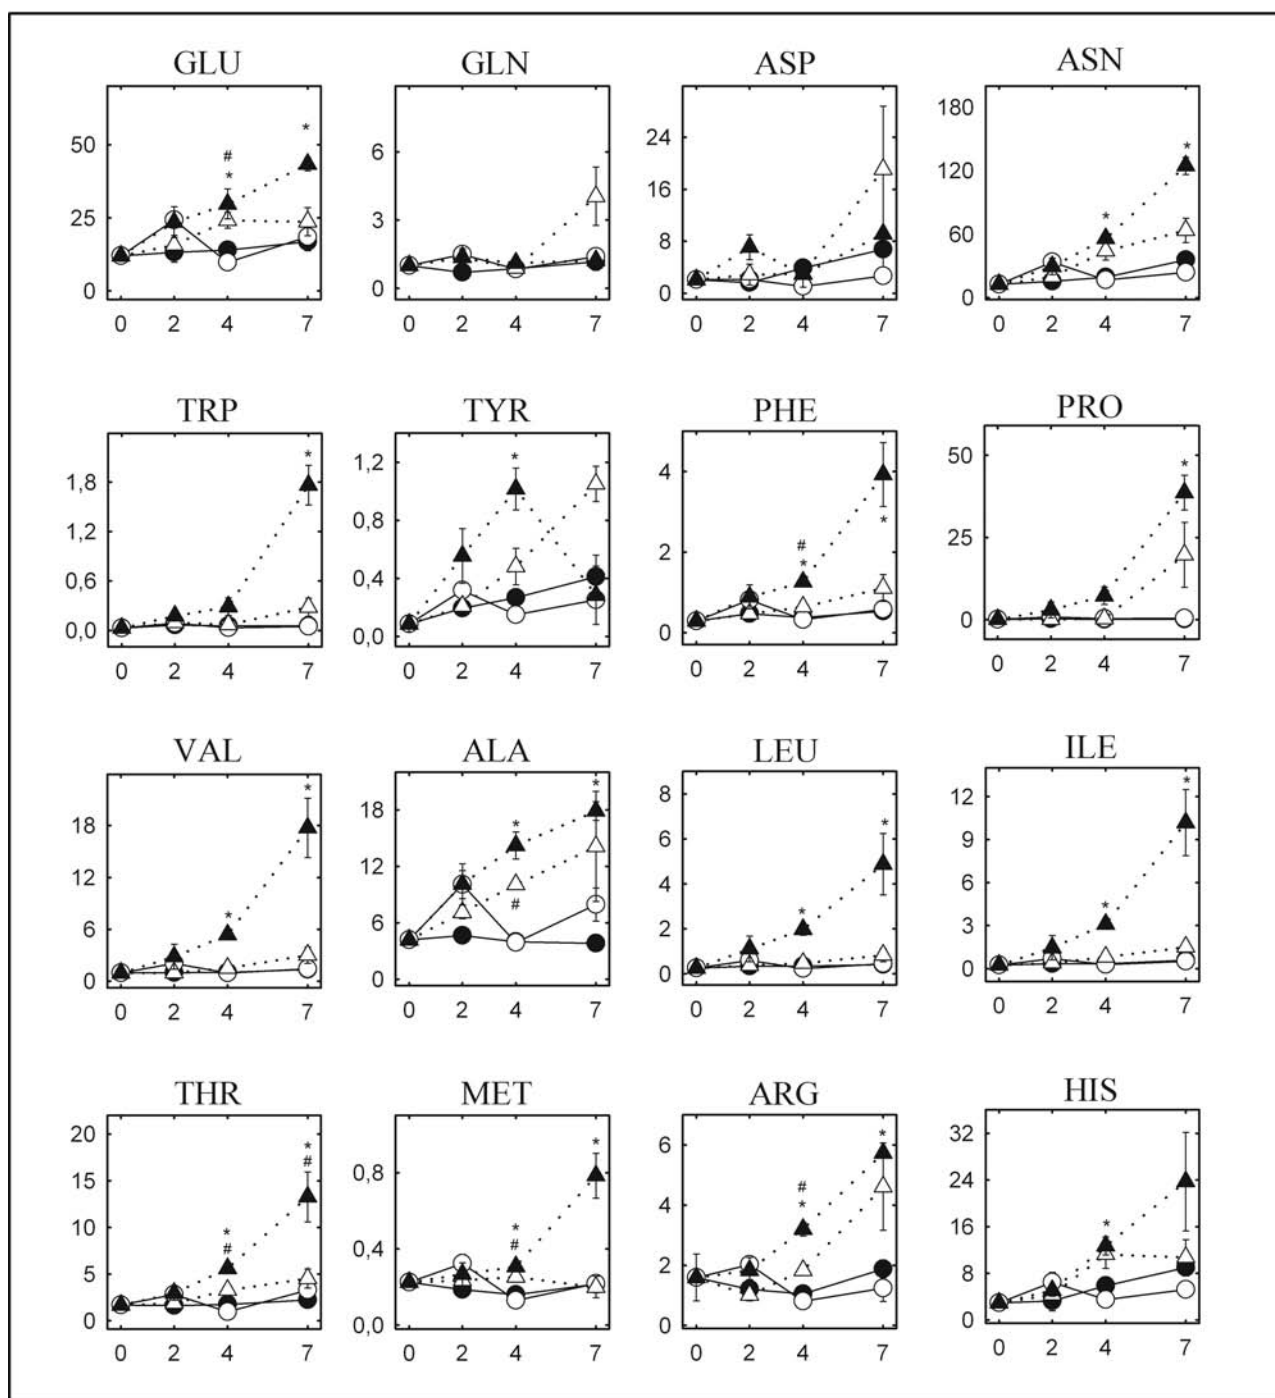 GLU GLN ASP ASN
50 25 0 # * * 0 2 4 7
6 3 0 0 2 4 7
24 16 8 0 0 2 4 7
180 120 60 0 * * 0 2 4 7
TRP TYR PHE PRO
1,8 1,2 0,6 0,0 * 0 2 4 7
1,2 0,8 0,4 0,0 * 0 2 4 7
4 2 0 # * * 0 2 4 7
50 25 0 * 0 2 4 7
VAL ALA LEU ILE
18 12 6 0 * * 0 2 4 7
18 12 6 0 * # * 0 2 4 7
8 6 4 2 0 * * 0 2 4 7
12 9 6 3 0 * * 0 2 4 7
THR MET ARG HIS
20 15 10 5 0 * # * # 0 2 4 7
0,8 0,4 0,0 * # * 0 2 4 7
6 4 2 0 # * * 0 2 4 7
32 24 16 8 0 * 0 2 4 7